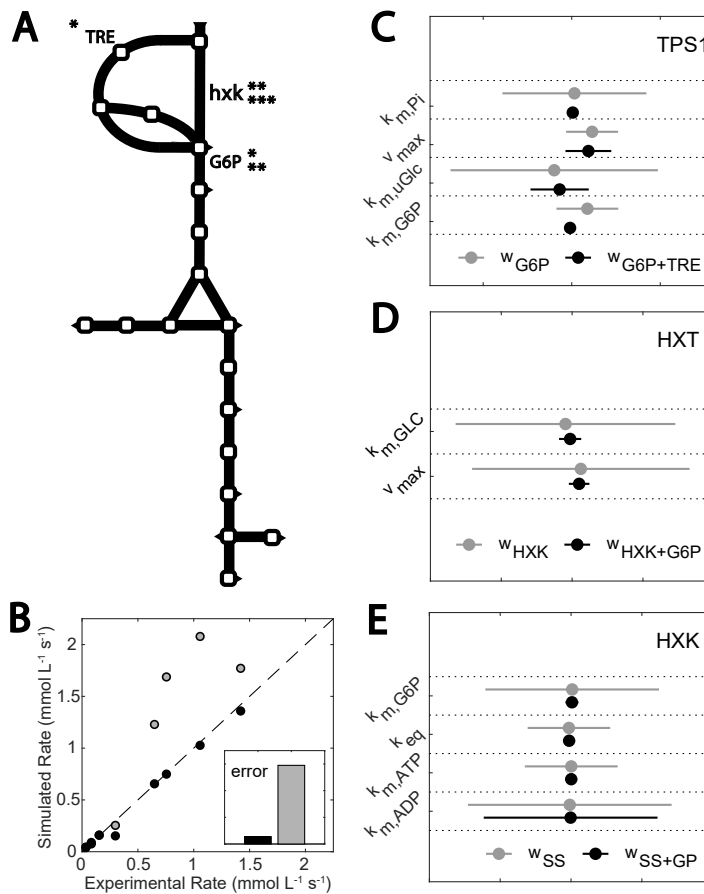 A
* TRE
hxk **
***
G6P *
**
B
Simulated Rate (mmol L⁻¹ s⁻¹)
2
1.5
1
0.5
0
0
0.5
1
1.5
2
Experimental Rate (mmol L⁻¹ s⁻¹)
error
C
TPS1
k m,Pi
v max
k m,uGlc
k m,G6P
w G6P
w G6P+TRE
D
HXT
k m,GLC
v max
w HXK
w HXK+G6P
E
HXK
k m,G6P
k eq
k m,ATP
k m,ADP
w SS
w SS+GP